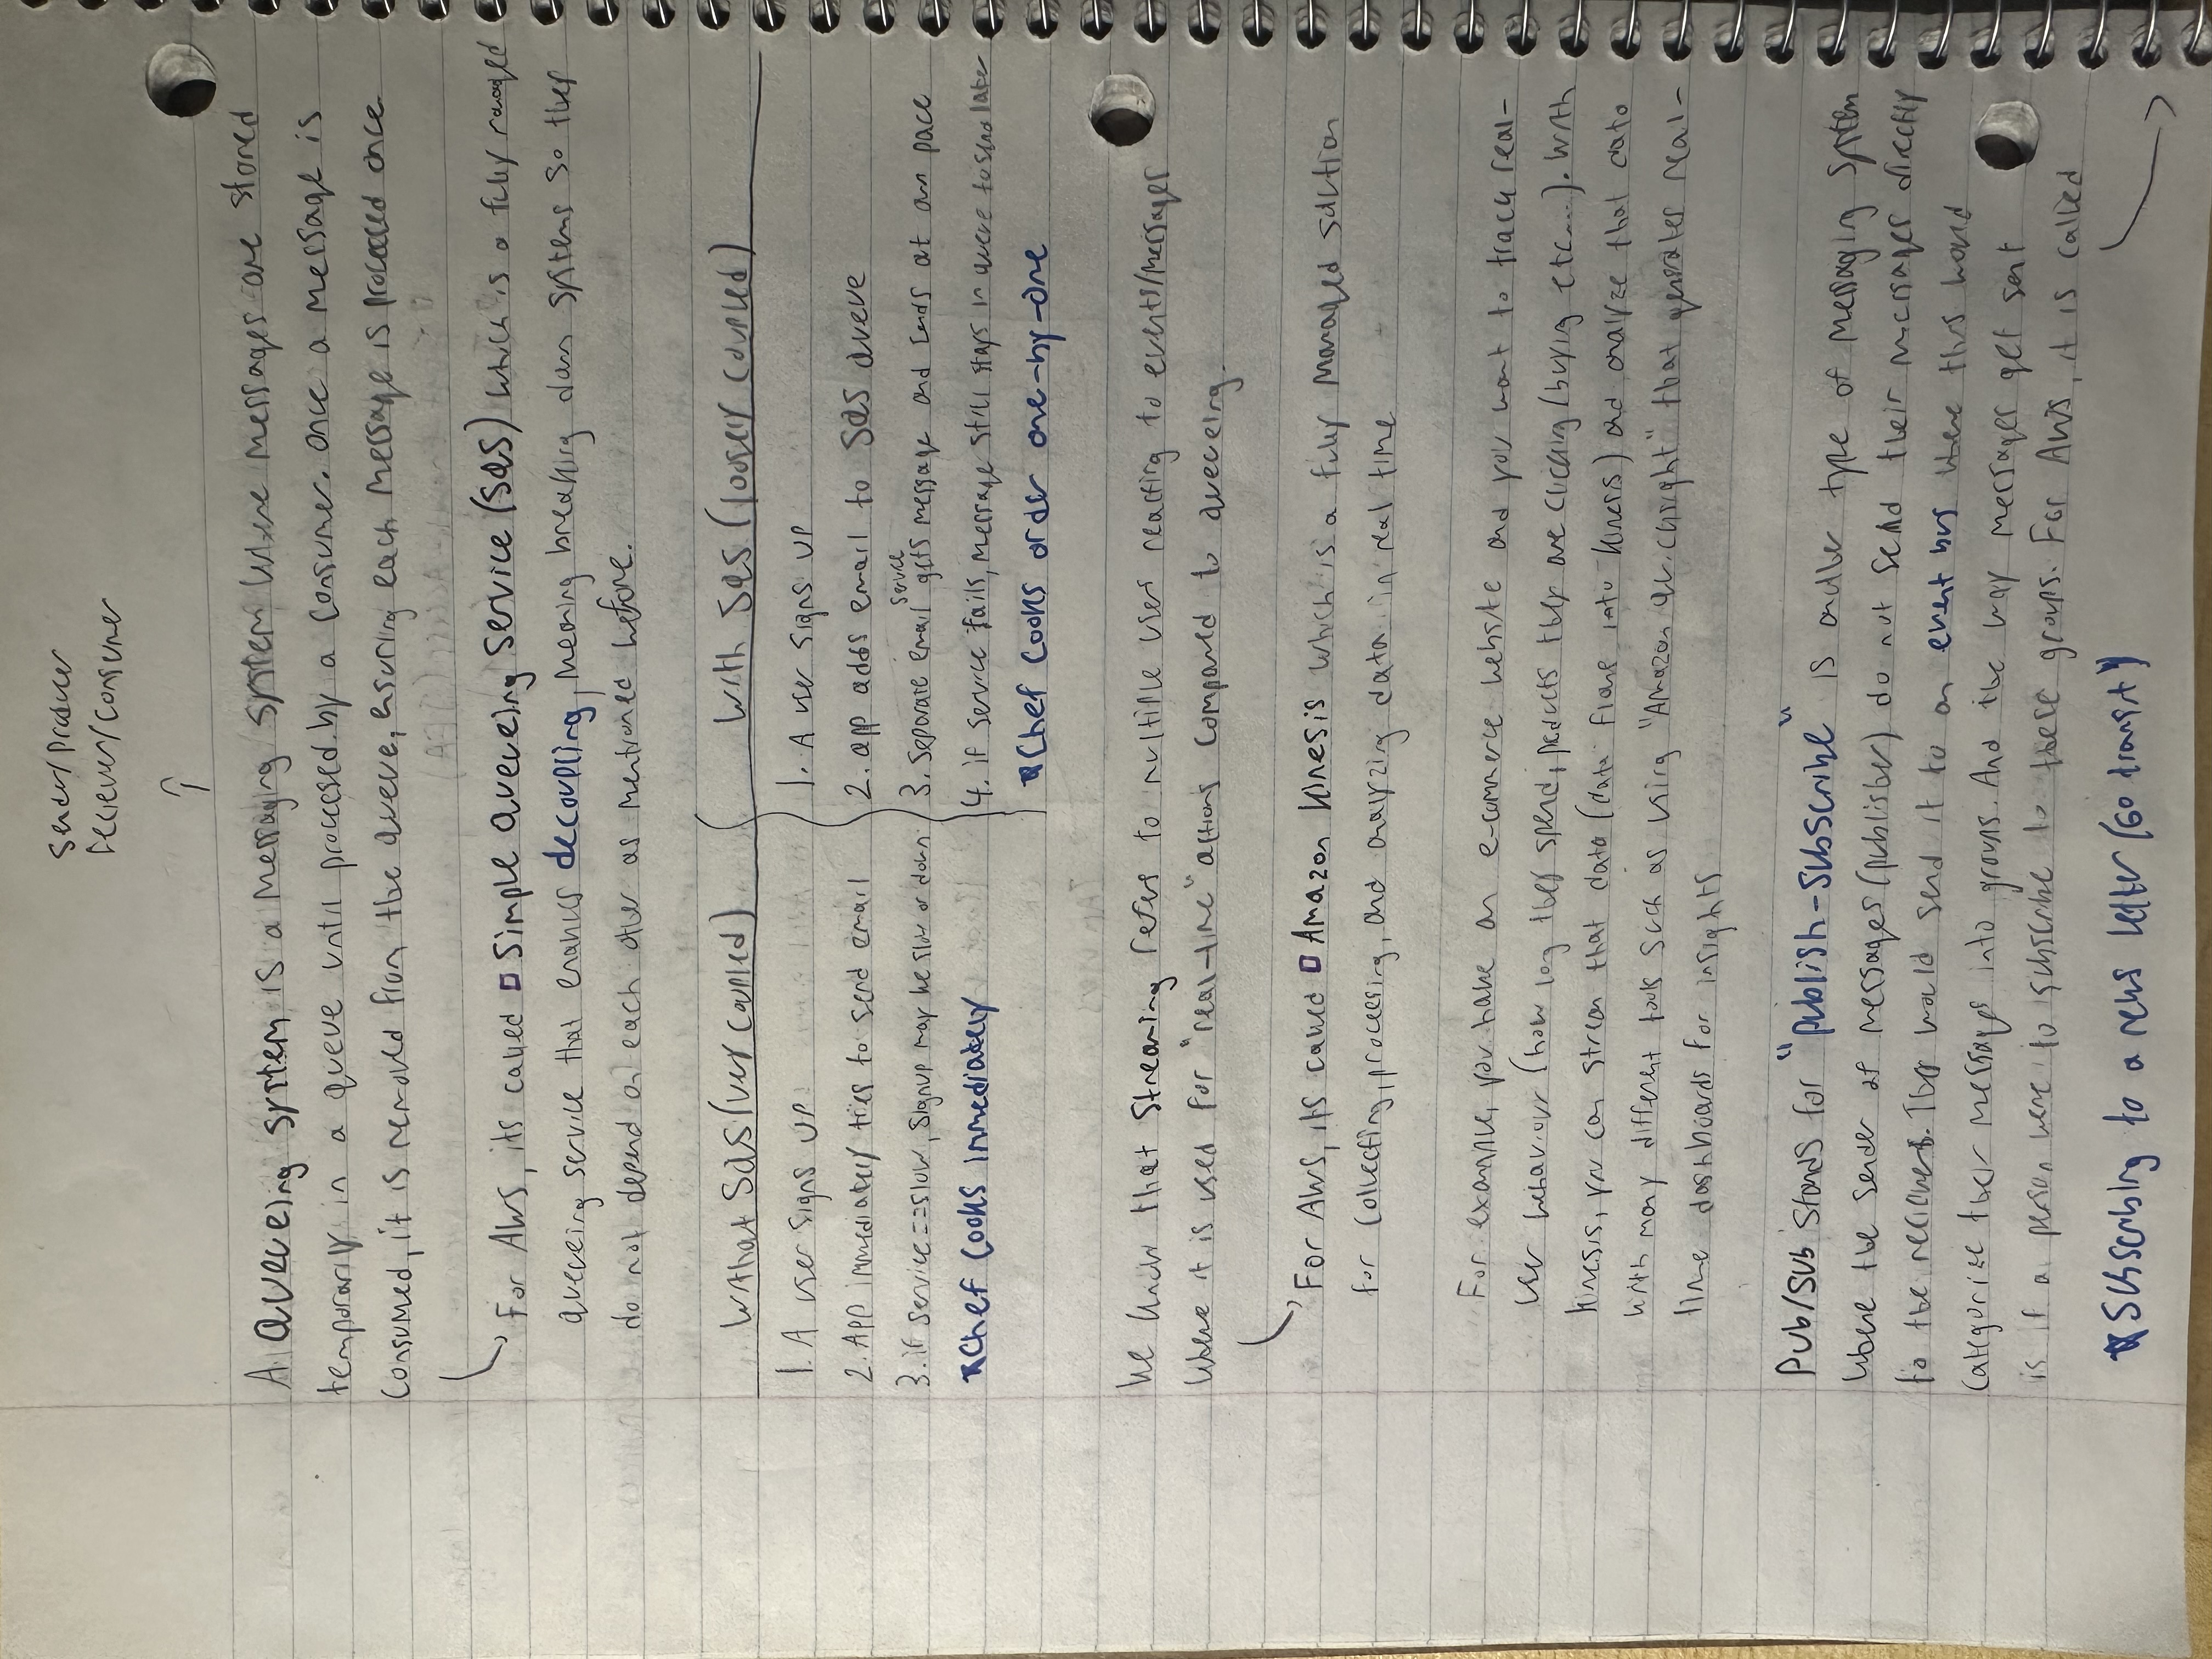 Sender/Producer
reciever/Consumer
A Queueing system is a messaging system where messages are stored
temporarily in a queue until processed by a consumer. once a message is
consumed, it is removed from the queue, ensuring each message is processed once
For AWS, its called Simple Queueing Service (SQS) which is a fully managed
queueing service that enables decoupling, meaning breaking down systems so they
do not depend on each other as mentioned before.
Without SQS (very coupled)
1. A user signs up
2. App immediately tries to send email
3. if service == slow, signup may be slow or down
*Chef cooks immediately
With SQS (loosely coupled)
1. A user signs up
2. app adds email to SQS queue
3. Separate email service gets message and sends at own pace
4. if service fails, message still stays in queue to send later
*Chef cooks order one-by-one
We know that Streaming refers to multiple users reacting to events/messages
where it is used for "real-time" actions compared to queueing.
For AWS, its called Amazon Kinesis which is a fully managed solution
for collecting, processing, and analyzing data in real time
For example, you have an e-commerce website and you want to track real-
user behaviour (how long they spend, products they are clicking/buying etc...). With
kinesis, you can stream that data (data flows into kinesis) and analyze that data
with many different tools such as using "Amazon quicksight" that generates real-
time dashboards for insights
Pub/Sub stands for "publish-subscribe" is another type of messaging system
where the sender of messages (publisher) do not send their messages directly
to the recievers. They would send it to an event bus where this would
categorize their messages into groups. And the way messages get sent
is if a person were to subscribe to these groups. For AWS, it is called
*Subscribing to a news letter (Go transit)